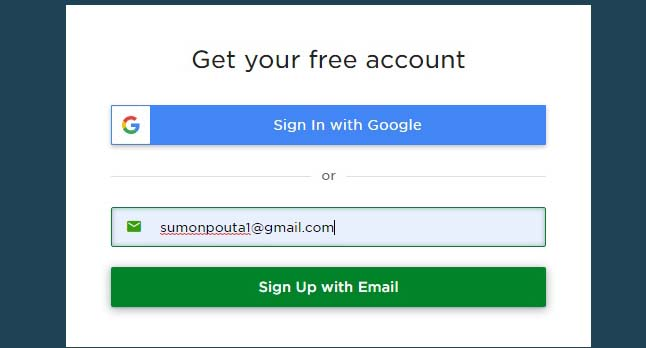 Get your free account
Sign In with Google
or
sumonpouta1@gmail.com
Sign Up with Email